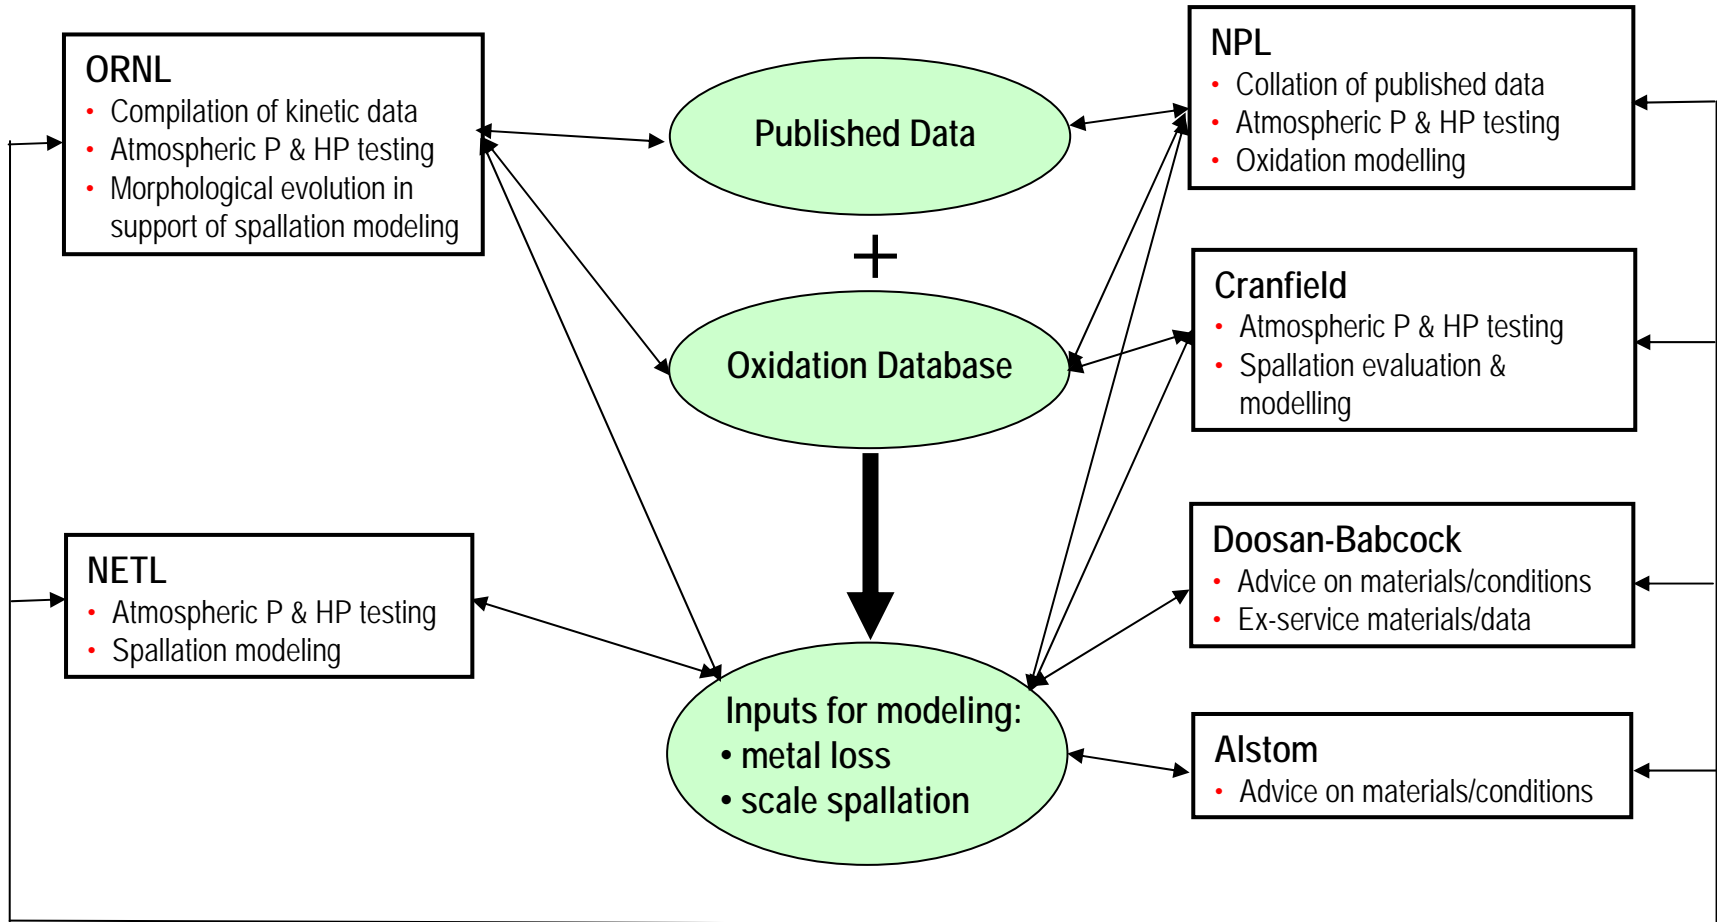 ORNL
• Compilation of kinetic data
• Atmospheric P & HP testing
• Morphological evolution in
support of spallation modeling
NETL
• Atmospheric P & HP testing
• Spallation modeling
Published Data
+
Oxidation Database
Inputs for modeling:
• metal loss
• scale spallation
NPL
• Collation of published data
• Atmospheric P & HP testing
• Oxidation modelling
Cranfield
• Atmospheric P & HP testing
• Spallation evaluation &
modelling
Doosan-Babcock
• Advice on materials/conditions
• Ex-service materials/data
Alstom
• Advice on materials/conditions